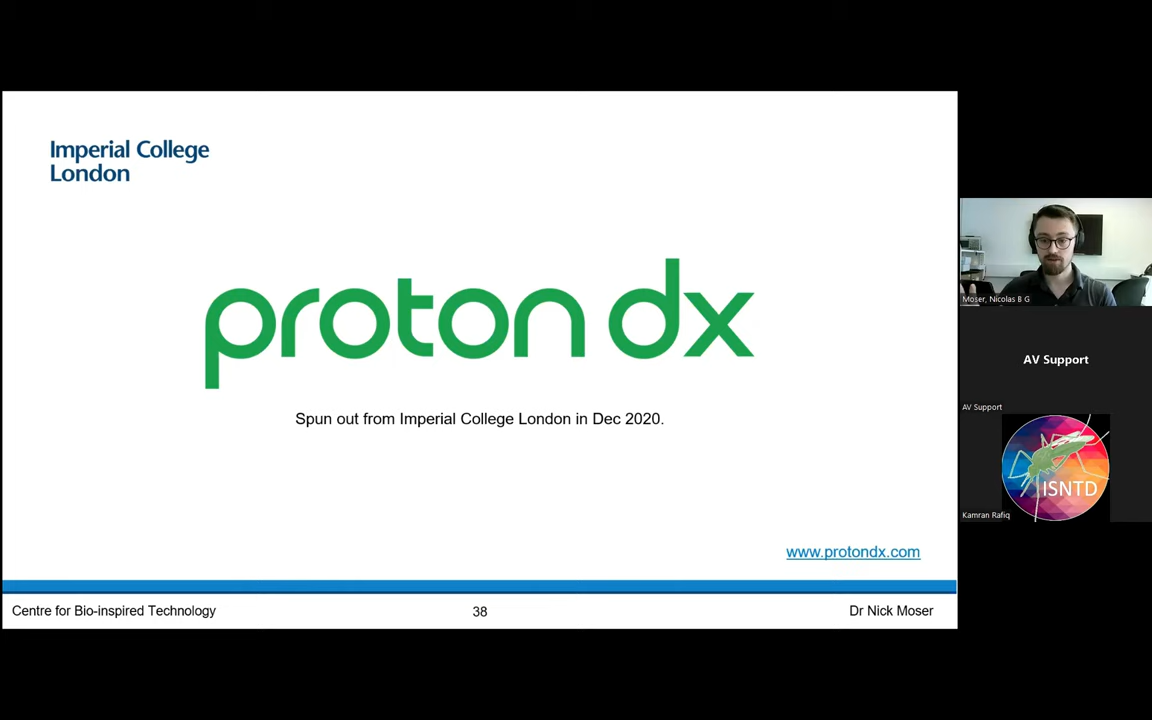 Imperial College
London
proton dx
Spun out from Imperial College London in Dec 2020.
www.protondx.com
Centre for Bio-inspired Technology
38
Dr Nick Moser
Moser, Nicolas B G
AV Support
AV Support
ISNTD
Kamran Rafiq